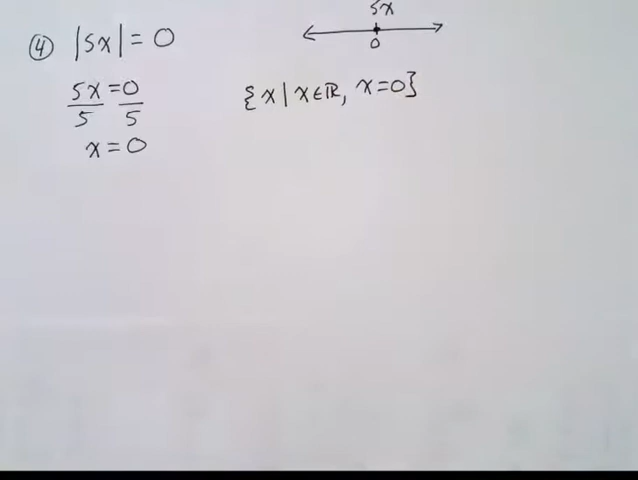 ④ |5x| = 0
5x
0
5x = 0
5 5
x = 0
{x | x ∈ ℝ, x = 0}